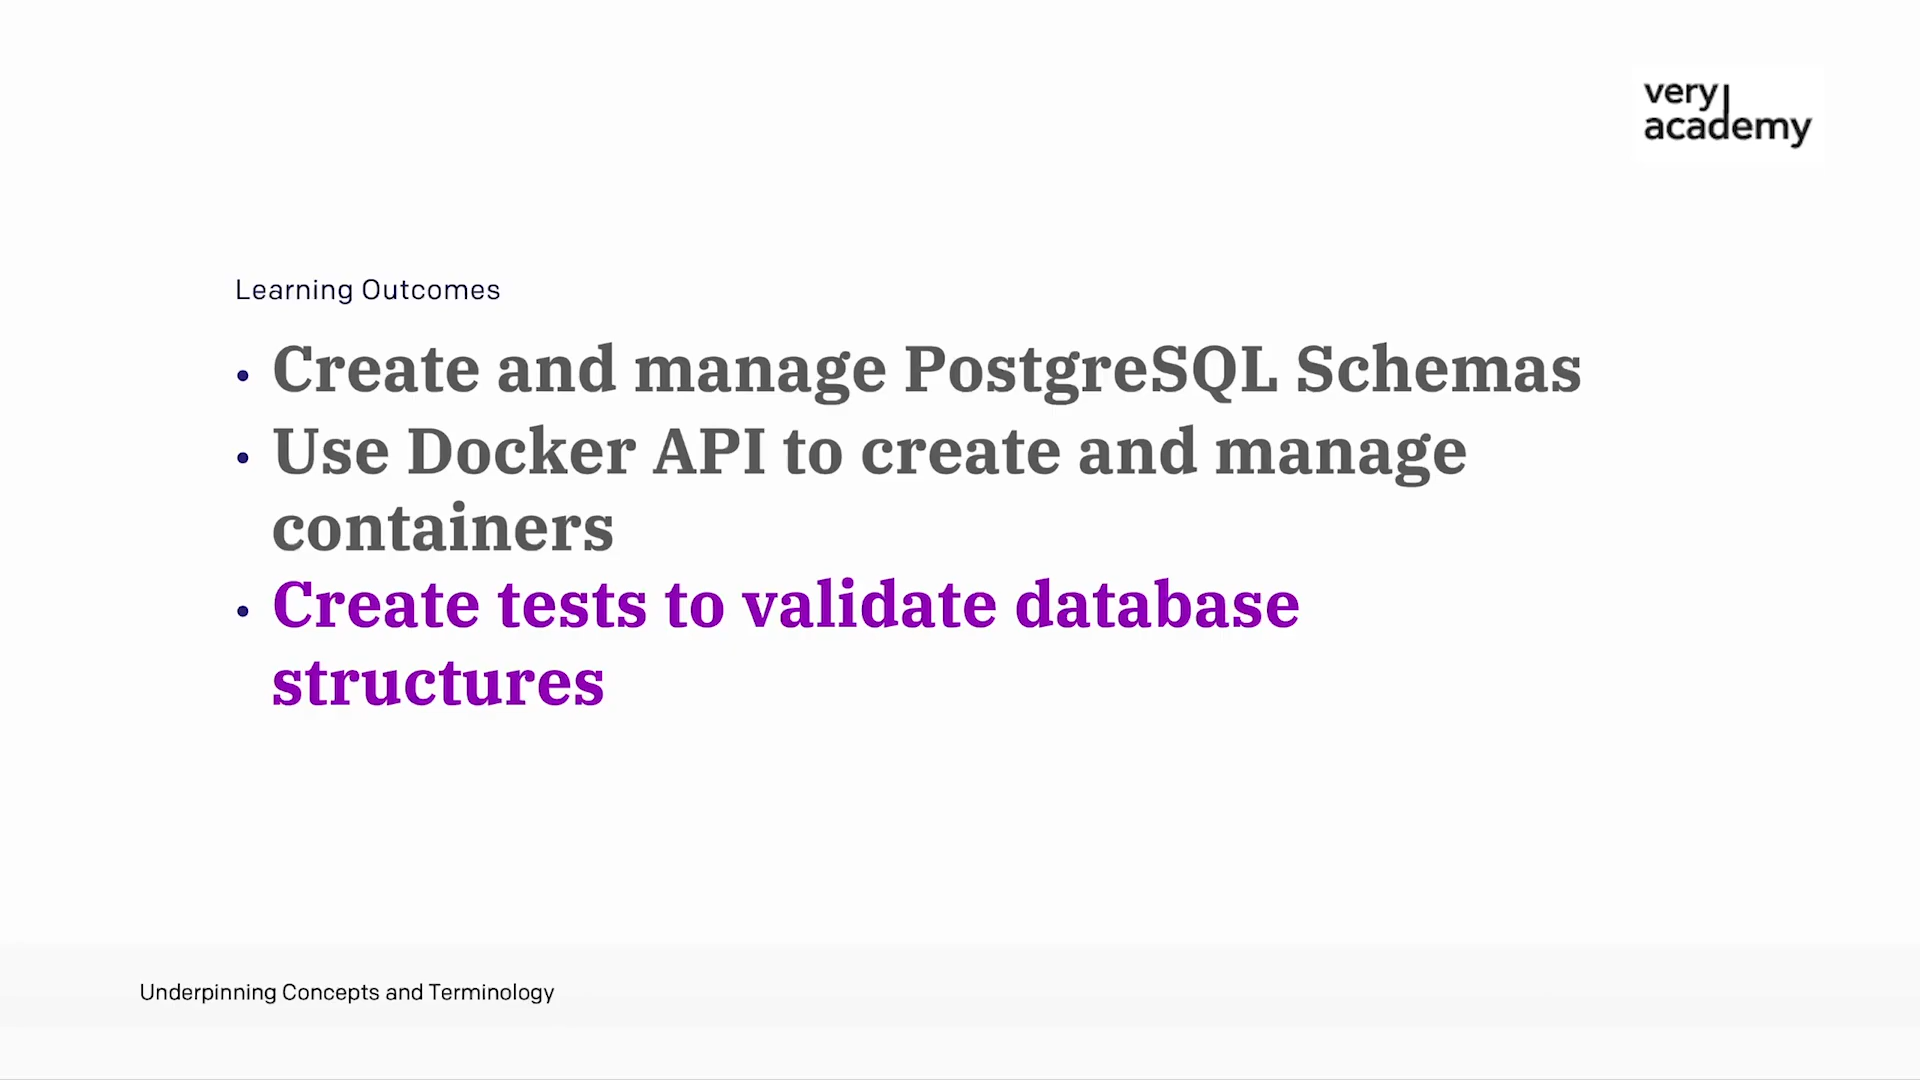 very
academy
Learning Outcomes
• Create and manage PostgreSQL Schemas
• Use Docker API to create and manage
containers
• Create tests to validate database
structures
Underpinning Concepts and Terminology